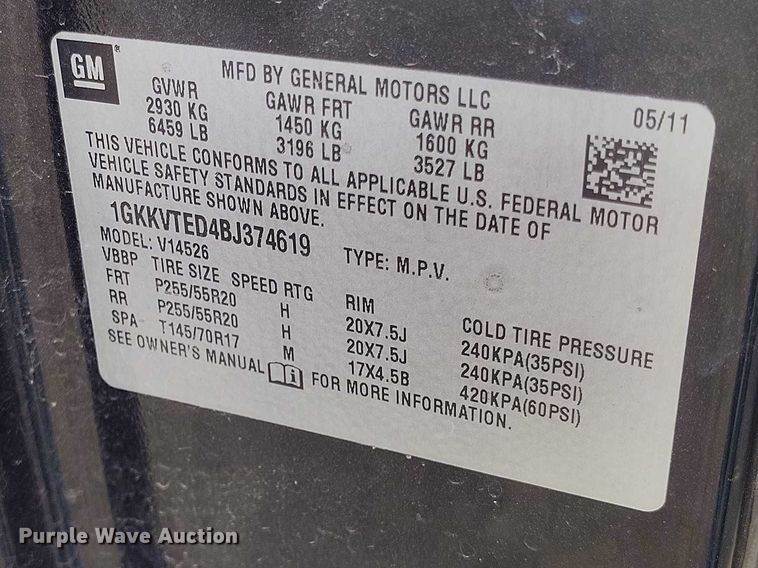 GM
MFD BY GENERAL MOTORS LLC
05/11
GVWR GAWR FRT GAWR RR
2930 KG 1450 KG 1600 KG
6459 LB 3196 LB 3527 LB
THIS VEHICLE CONFORMS TO ALL APPLICABLE U.S. FEDERAL MOTOR
VEHICLE SAFETY STANDARDS IN EFFECT ON THE DATE OF
MANUFACTURE SHOWN ABOVE.
1GKKVTED4BJ374619 TYPE: M.P.V.
MODEL: V14526
VBBP TIRE SIZE SPEED RTG RIM COLD TIRE PRESSURE
FRT P255/55R20 H 20X7.5J 240KPA(35PSI)
RR P255/55R20 H 20X7.5J 240KPA(35PSI)
SPA T145/70R17 M 17X4.5B 420KPA(60PSI)
SEE OWNER'S MANUAL i FOR MORE INFORMATION.
Purple Wave Auction